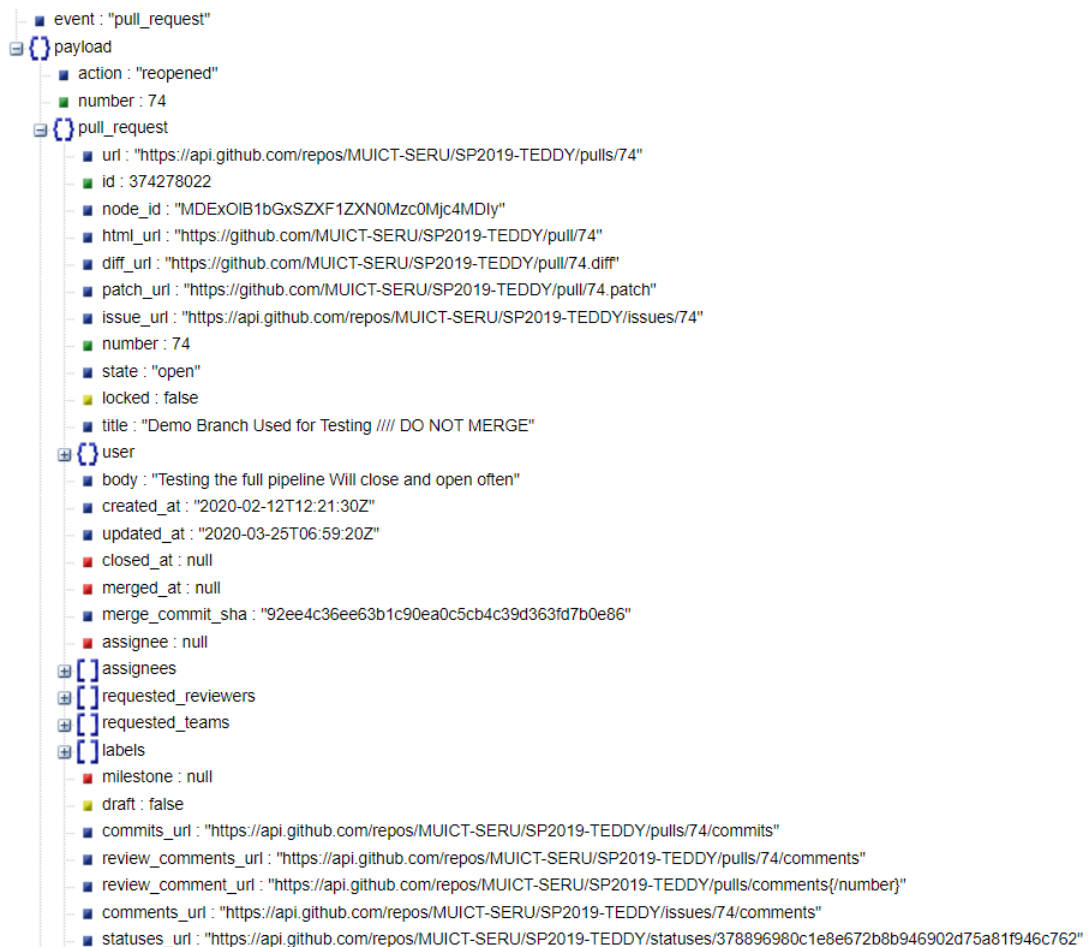 event : "pull_request"
payload
action : "reopened"
number : 74
pull_request
url : "https://api.github.com/repos/MUICT-SERU/SP2019-TEDDY/pulls/74"
id : 374278022
node_id : "MDExOlB1bGxSZXF1ZXN0Mzc0Mjc4MDIy"
html_url : "https://github.com/MUICT-SERU/SP2019-TEDDY/pull/74"
diff_url : "https://github.com/MUICT-SERU/SP2019-TEDDY/pull/74.diff"
patch_url : "https://github.com/MUICT-SERU/SP2019-TEDDY/pull/74.patch"
issue_url : "https://api.github.com/repos/MUICT-SERU/SP2019-TEDDY/issues/74"
number : 74
state : "open"
locked : false
title : "Demo Branch Used for Testing //// DO NOT MERGE"
user
body : "Testing the full pipeline Will close and open often"
created_at : "2020-02-12T12:21:30Z"
updated_at : "2020-03-25T06:59:20Z"
closed_at : null
merged_at : null
merge_commit_sha : "92ee4c36ee63b1c90ea0c5cb4c39d363fd7b0e86"
assignee : null
assignees
requested_reviewers
requested_teams
labels
milestone : null
draft : false
commits_url : "https://api.github.com/repos/MUICT-SERU/SP2019-TEDDY/pulls/74/commits"
review_comments_url : "https://api.github.com/repos/MUICT-SERU/SP2019-TEDDY/pulls/74/comments"
review_comment_url : "https://api.github.com/repos/MUICT-SERU/SP2019-TEDDY/pulls/comments{/number}"
comments_url : "https://api.github.com/repos/MUICT-SERU/SP2019-TEDDY/issues/74/comments"
statuses_url : "https://api.github.com/repos/MUICT-SERU/SP2019-TEDDY/statuses/378896980c1e8e672b8b946902d75a81f946c762"